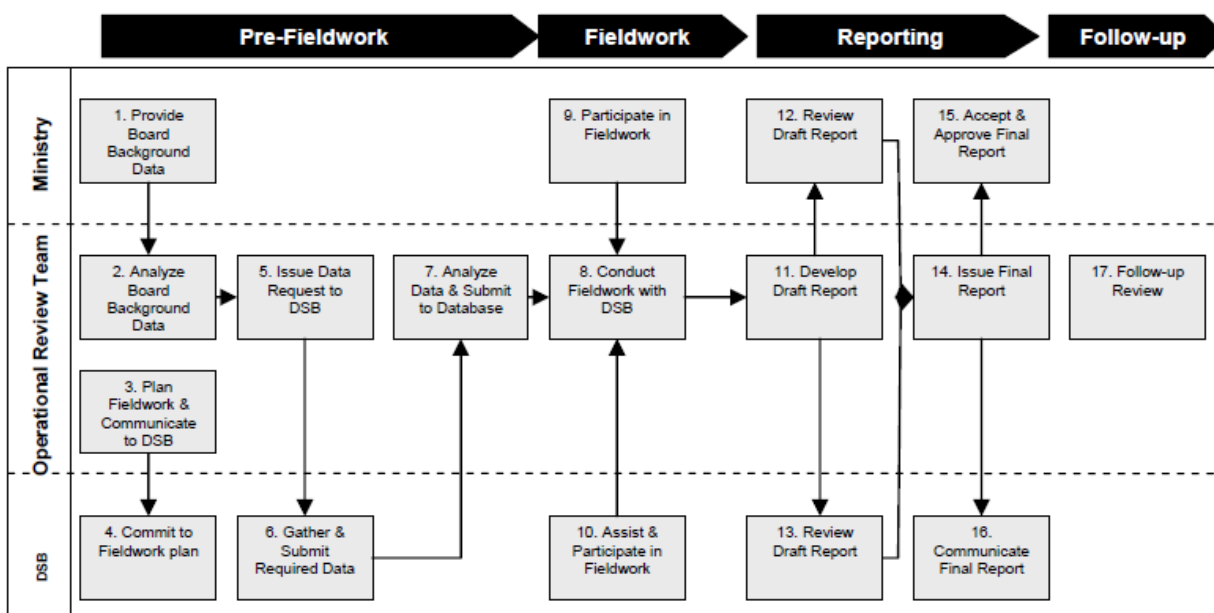 Pre-Fieldwork
Fieldwork
Reporting
Follow-up
Ministry
1. Provide
Board
Background
Data
9. Participate in
Fieldwork
12. Review
Draft Report
15. Accept &
Approve Final
Report
Operational Review Team
2. Analyze
Board
Background
Data
5. Issue Data
Request to
DSB
7. Analyze
Data & Submit
to Database
8. Conduct
Fieldwork with
DSB
11. Develop
Draft Report
14. Issue Final
Report
17. Follow-up
Review
3. Plan
Fieldwork &
Communicate
to DSB
DSB
4. Commit to
Fieldwork plan
6. Gather &
Submit
Required Data
10. Assist &
Participate in
Fieldwork
13. Review
Draft Report
16.
Communicate
Final Report